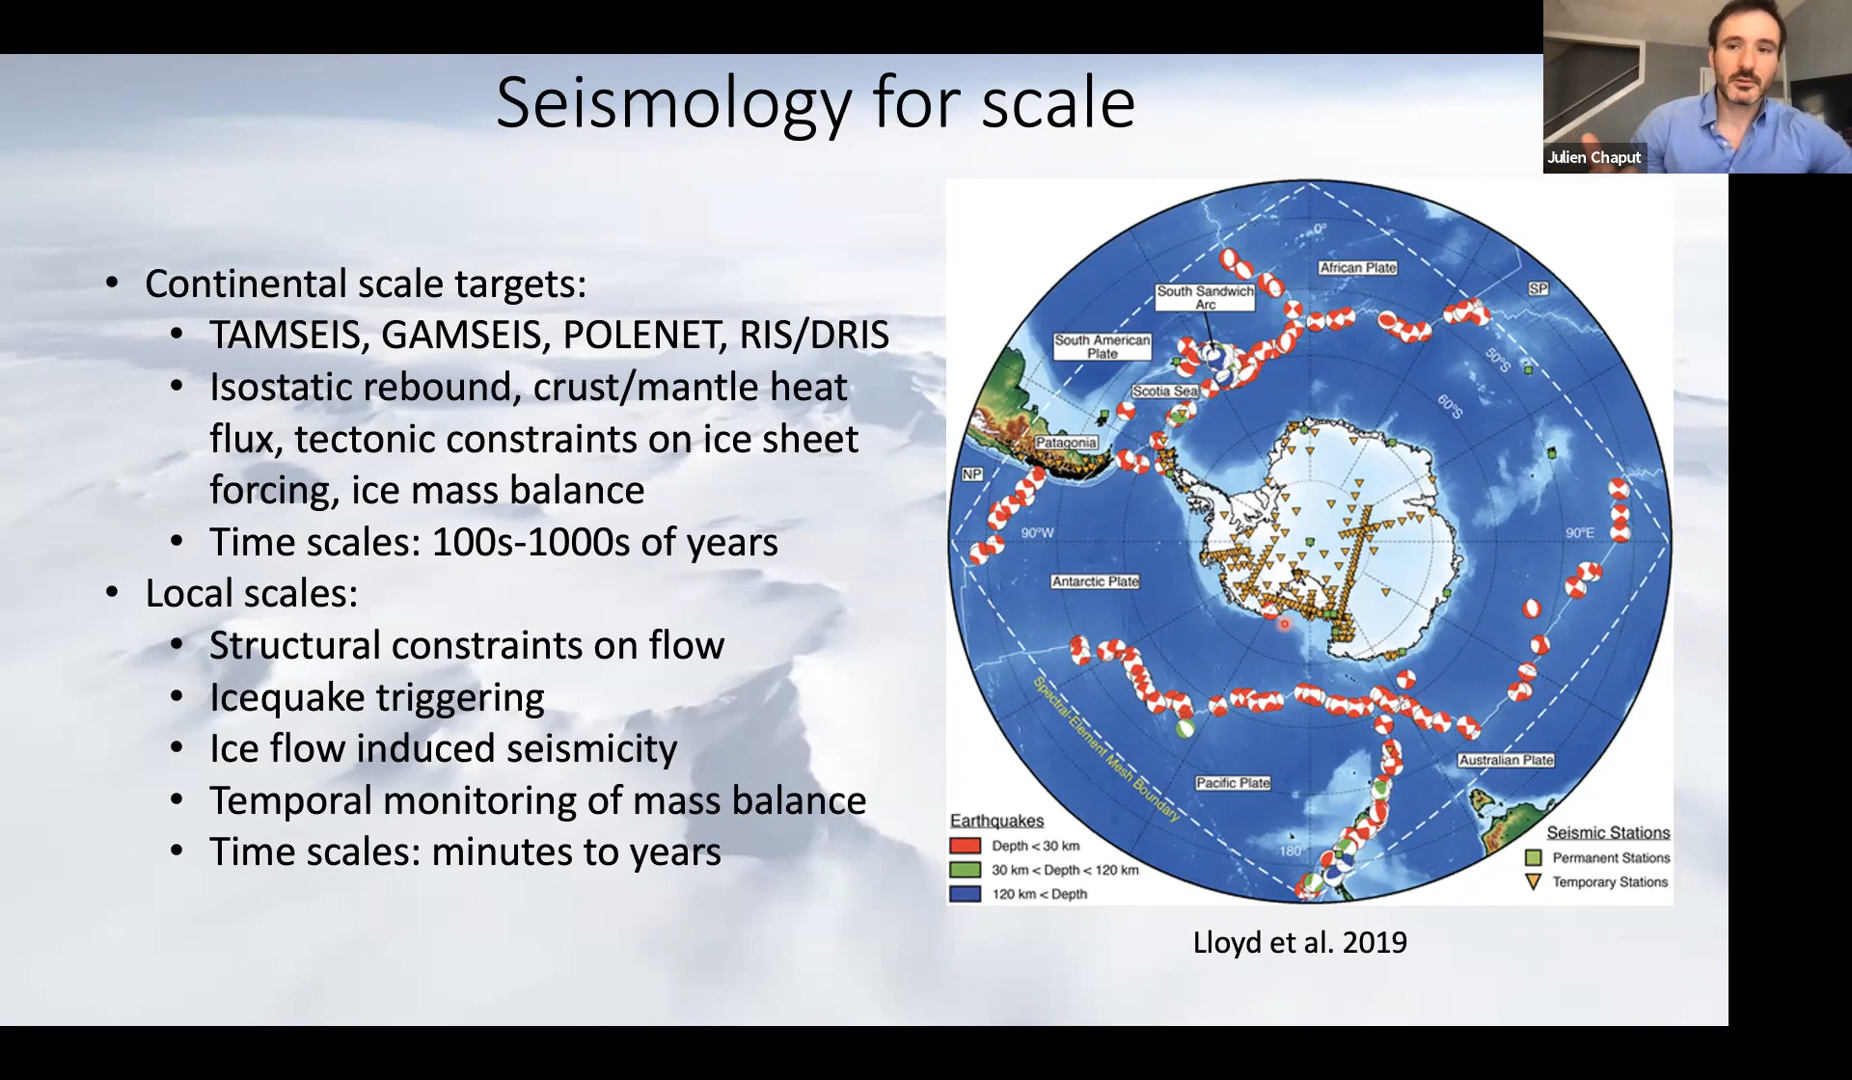 Seismology for scale
Julien Chaput
• Continental scale targets:
• TAMSEIS, GAMSEIS, POLENET, RIS/DRIS
• Isostatic rebound, crust/mantle heat
flux, tectonic constraints on ice sheet
forcing, ice mass balance
• Time scales: 100s-1000s of years
• Local scales:
• Structural constraints on flow
• Icequake triggering
• Ice flow induced seismicity
• Temporal monitoring of mass balance
• Time scales: minutes to years
0°
African Plate
South Sandwich
Arc
SP
South American
Plate
50°S
Scotia Sea
60°S
Patagonia
NP
90°W
90°E
Antarctic Plate
Spectral-Element Mesh Boundary
Australian Plate
Pacific Plate
180°
Earthquakes
Depth < 30 km
30 km < Depth < 120 km
120 km < Depth
Seismic Stations
Permanent Stations
Temporary Stations
Lloyd et al. 2019